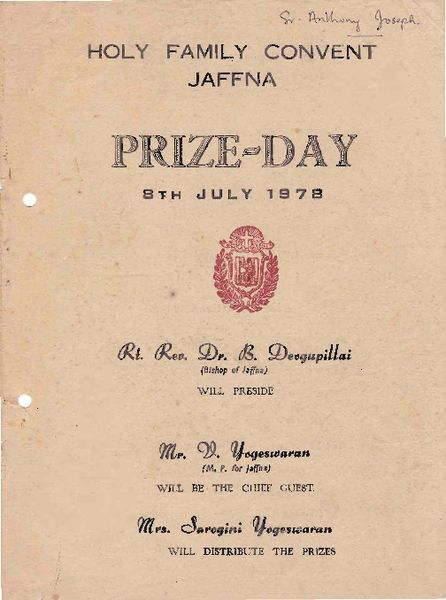 Sr. Anthony Joseph.
HOLY FAMILY CONVENT
JAFFNA
PRIZE-DAY
8TH JULY 1978
Rt. Rev. Dr. B. Deogupillai
(Bishop of Jaffna)
WILL PRESIDE
Mr. V. Yogeswaran
(M. P. for Jaffna)
WILL BE THE CHIEF GUEST.
Mrs. Sarogini Yogeswaran
WILL DISTRIBUTE THE PRIZES